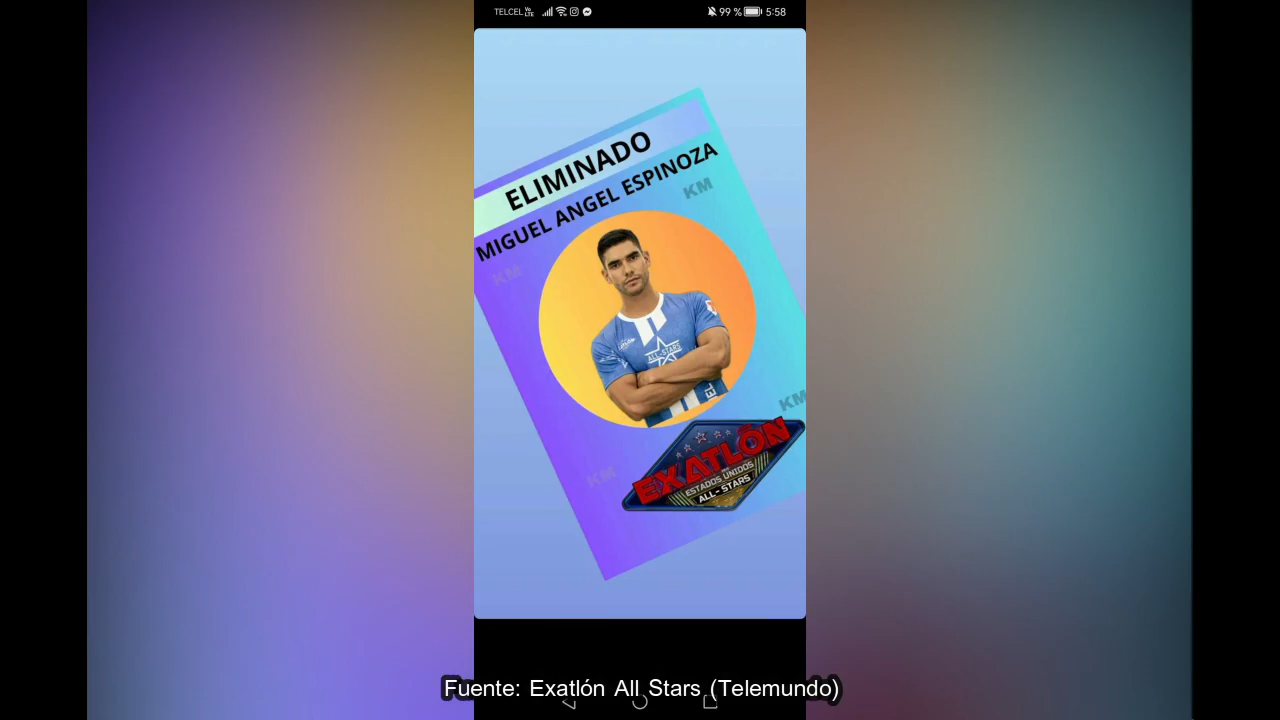 TELCEL VoLTE
99 %
5:58
ELIMINADO
MIGUEL ANGEL ESPINOZA
KM
KM
ALL-STARS
KM
EXATLÓN
ESTADOS UNIDOS
ALL-STARS
KM
Fuente: Exatlón All Stars (Telemundo)